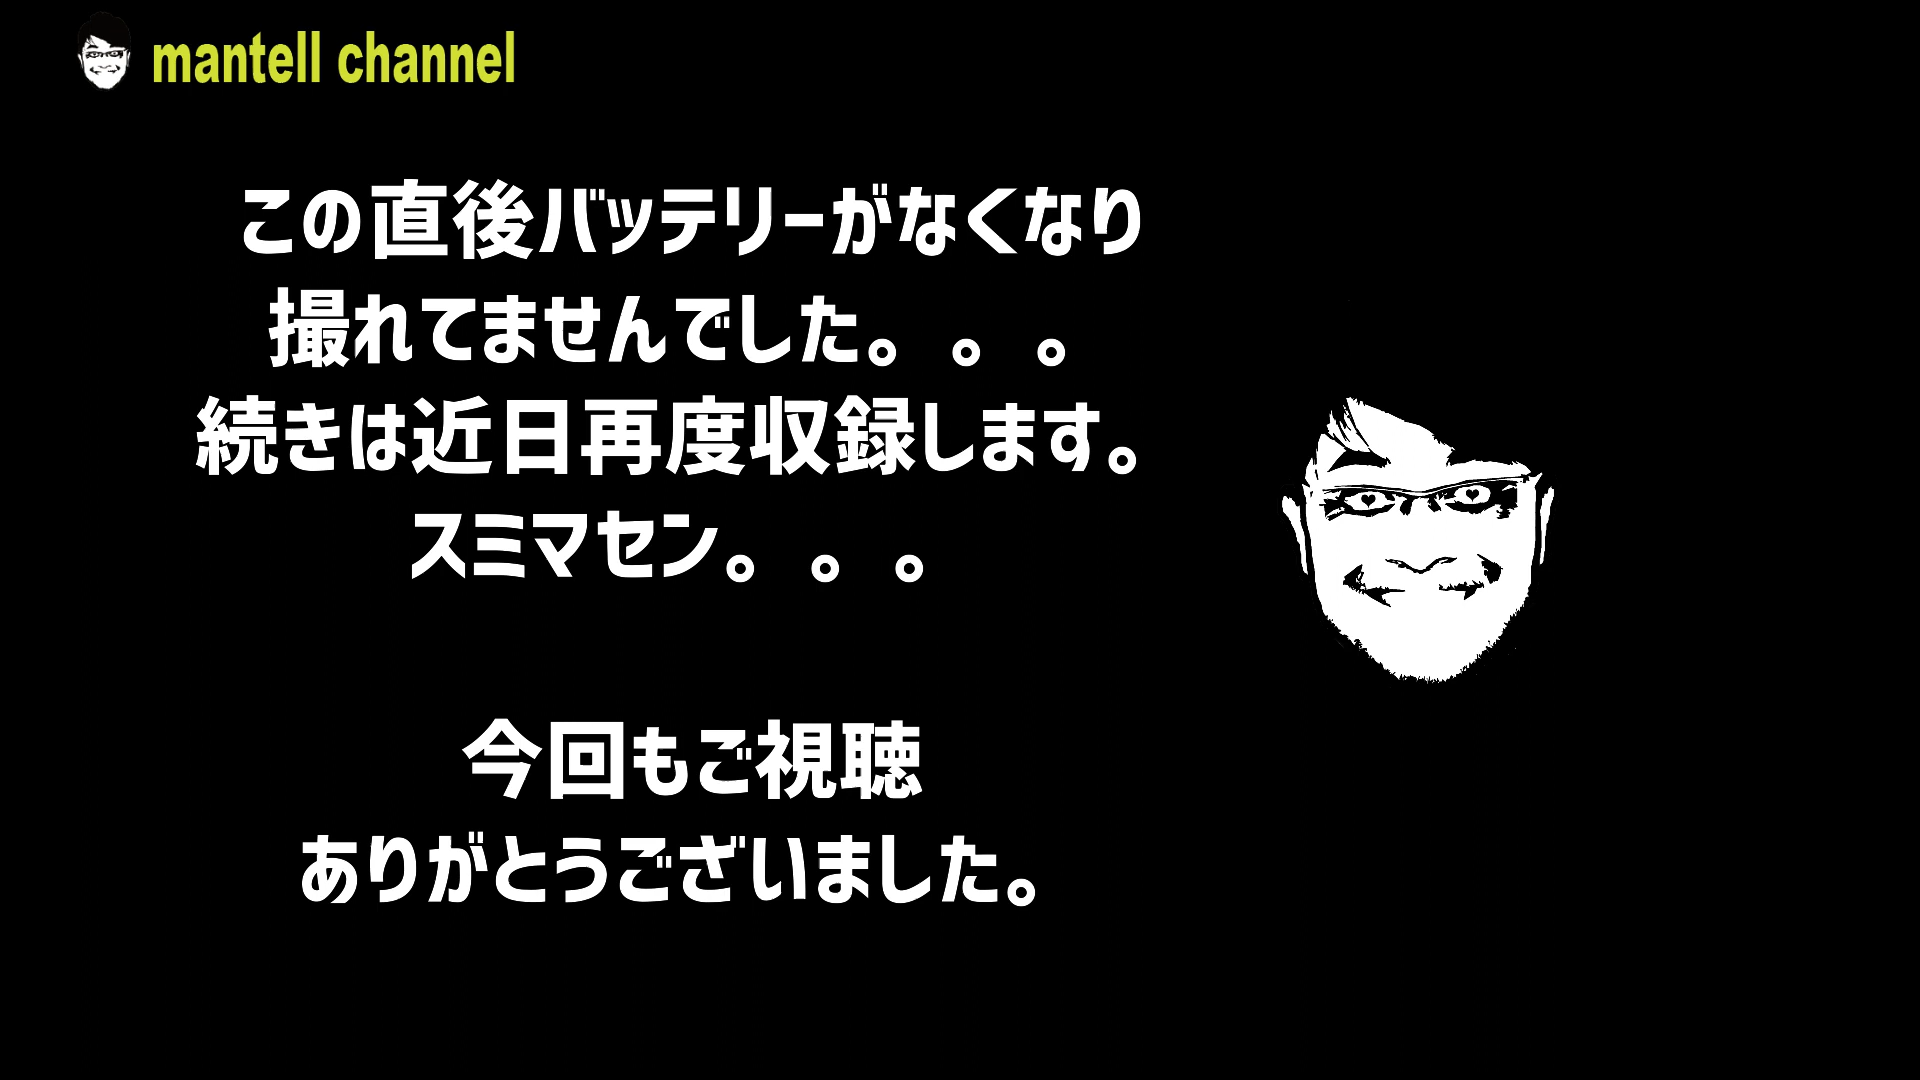 mantell channel
この直後バッテリーがなくなり
撮れてませんでした。。。
続きは近日再度収録します。
スミマセン。。。
今回もご視聴
ありがとうございました。